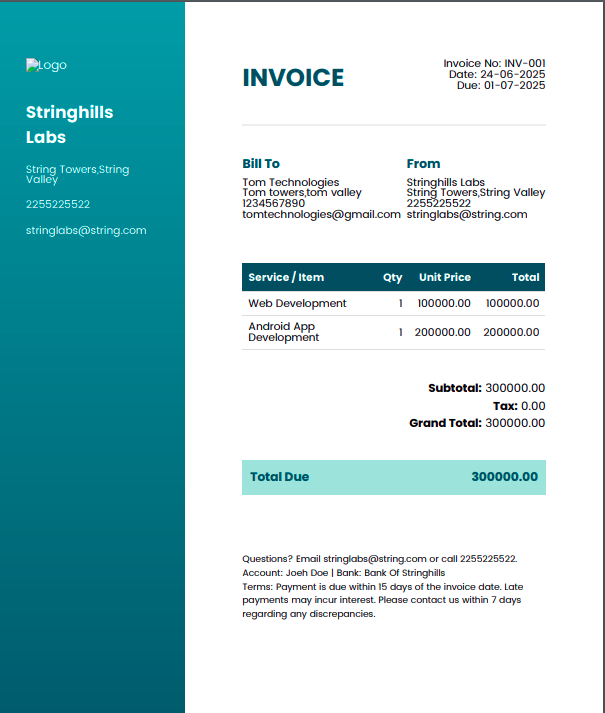 Logo
Stringhills
Labs
String Towers,String
Valley
2255225522
stringlabs@string.com
INVOICE
Invoice No: INV-001
Date: 24-06-2025
Due: 01-07-2025
Bill To
Tom Technologies
Tom towers,tom valley
1234567890
tomtechnologies@gmail.com
From
Stringhills Labs
String Towers,String Valley
2255225522
stringlabs@string.com
Service / Item Qty Unit Price Total
Web Development 1 100000.00 100000.00
Android App
Development 1 200000.00 200000.00
Subtotal: 300000.00
Tax: 0.00
Grand Total: 300000.00
Total Due 300000.00
Questions? Email stringlabs@string.com or call 2255225522.
Account: Joeh Doe | Bank: Bank Of Stringhills
Terms: Payment is due within 15 days of the invoice date. Late
payments may incur interest. Please contact us within 7 days
regarding any discrepancies.